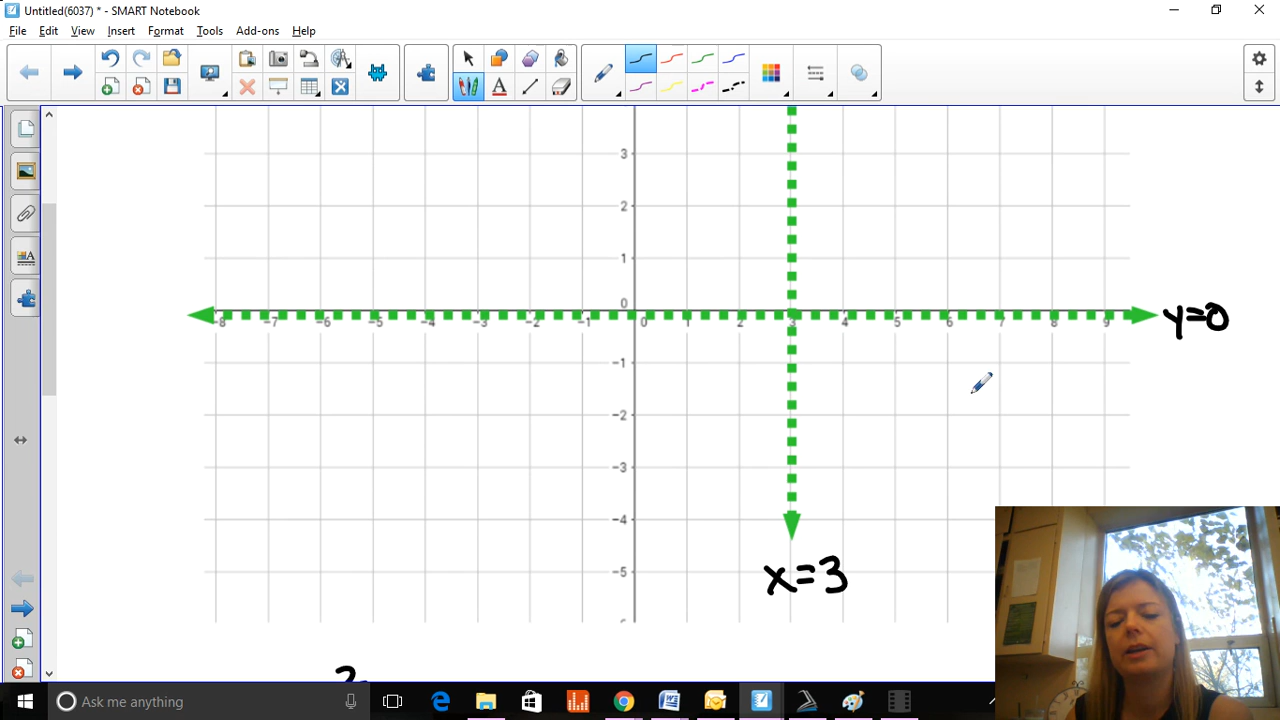 Untitled(6037) * - SMART Notebook
File Edit View Insert Format Tools Add-ons Help
3
2
1
0
-8 -7 -6 -5 -4 -3 -2 -1 0 1 2 3 4 5 6 7 8 9
y=0
-1
-2
-3
-4
-5
x=3
Ask me anything